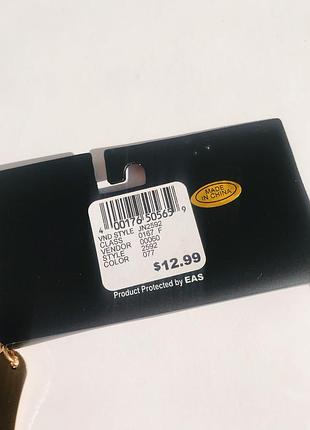 4 00176 50565 9
VND STYLE JN2592
CLASS 0167 F
VENDOR 00060
STYLE 2592
COLOR 077
$12.99
MADE
IN CHINA
Product Protected by EAS